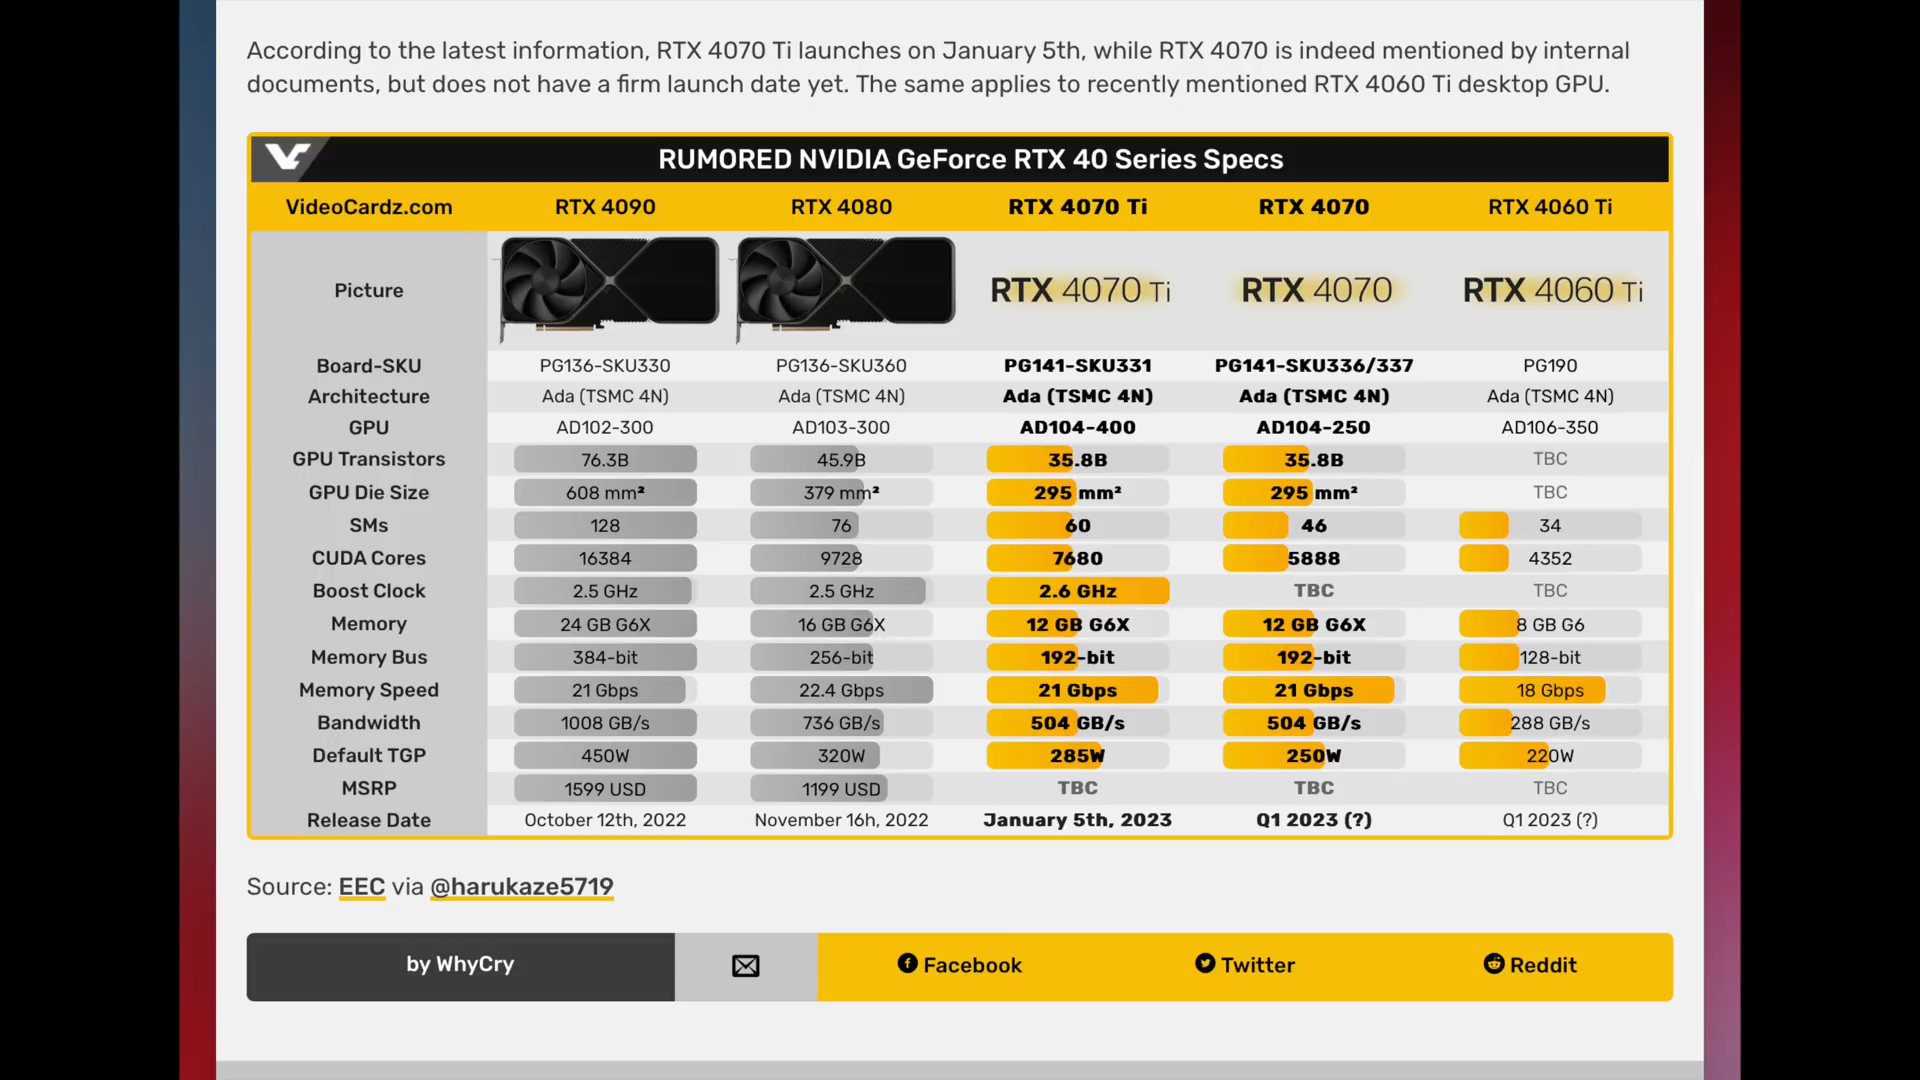 According to the latest information, RTX 4070 Ti launches on January 5th, while RTX 4070 is indeed mentioned by internal
documents, but does not have a firm launch date yet. The same applies to recently mentioned RTX 4060 Ti desktop GPU.
RUMORED NVIDIA GeForce RTX 40 Series Specs
VideoCardz.com RTX 4090 RTX 4080 RTX 4070 Ti RTX 4070 RTX 4060 Ti
Picture RTX 4070 Ti RTX 4070 RTX 4060 Ti
Board-SKU PG136-SKU330 PG136-SKU360 PG141-SKU331 PG141-SKU336/337 PG190
Architecture Ada (TSMC 4N) Ada (TSMC 4N) Ada (TSMC 4N) Ada (TSMC 4N) Ada (TSMC 4N)
GPU AD102-300 AD103-300 AD104-400 AD104-250 AD106-350
GPU Transistors 76.3B 45.9B 35.8B 35.8B TBC
GPU Die Size 608 mm² 379 mm² 295 mm² 295 mm² TBC
SMs 128 76 60 46 34
CUDA Cores 16384 9728 7680 5888 4352
Boost Clock 2.5 GHz 2.5 GHz 2.6 GHz TBC TBC
Memory 24 GB G6X 16 GB G6X 12 GB G6X 12 GB G6X 8 GB G6
Memory Bus 384-bit 256-bit 192-bit 192-bit 128-bit
Memory Speed 21 Gbps 22.4 Gbps 21 Gbps 21 Gbps 18 Gbps
Bandwidth 1008 GB/s 736 GB/s 504 GB/s 504 GB/s 288 GB/s
Default TGP 450W 320W 285W 250W 220W
MSRP 1599 USD 1199 USD TBC TBC TBC
Release Date October 12th, 2022 November 16h, 2022 January 5th, 2023 Q1 2023 (?) Q1 2023 (?)
Source: EEC via @harukaze5719
by WhyCry Facebook Twitter Reddit